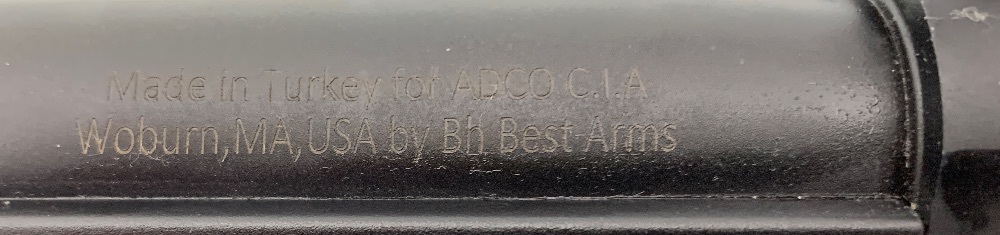 Made in Turkey for ADCO C.I.A
Woburn,MA,USA by Bh Best Arms